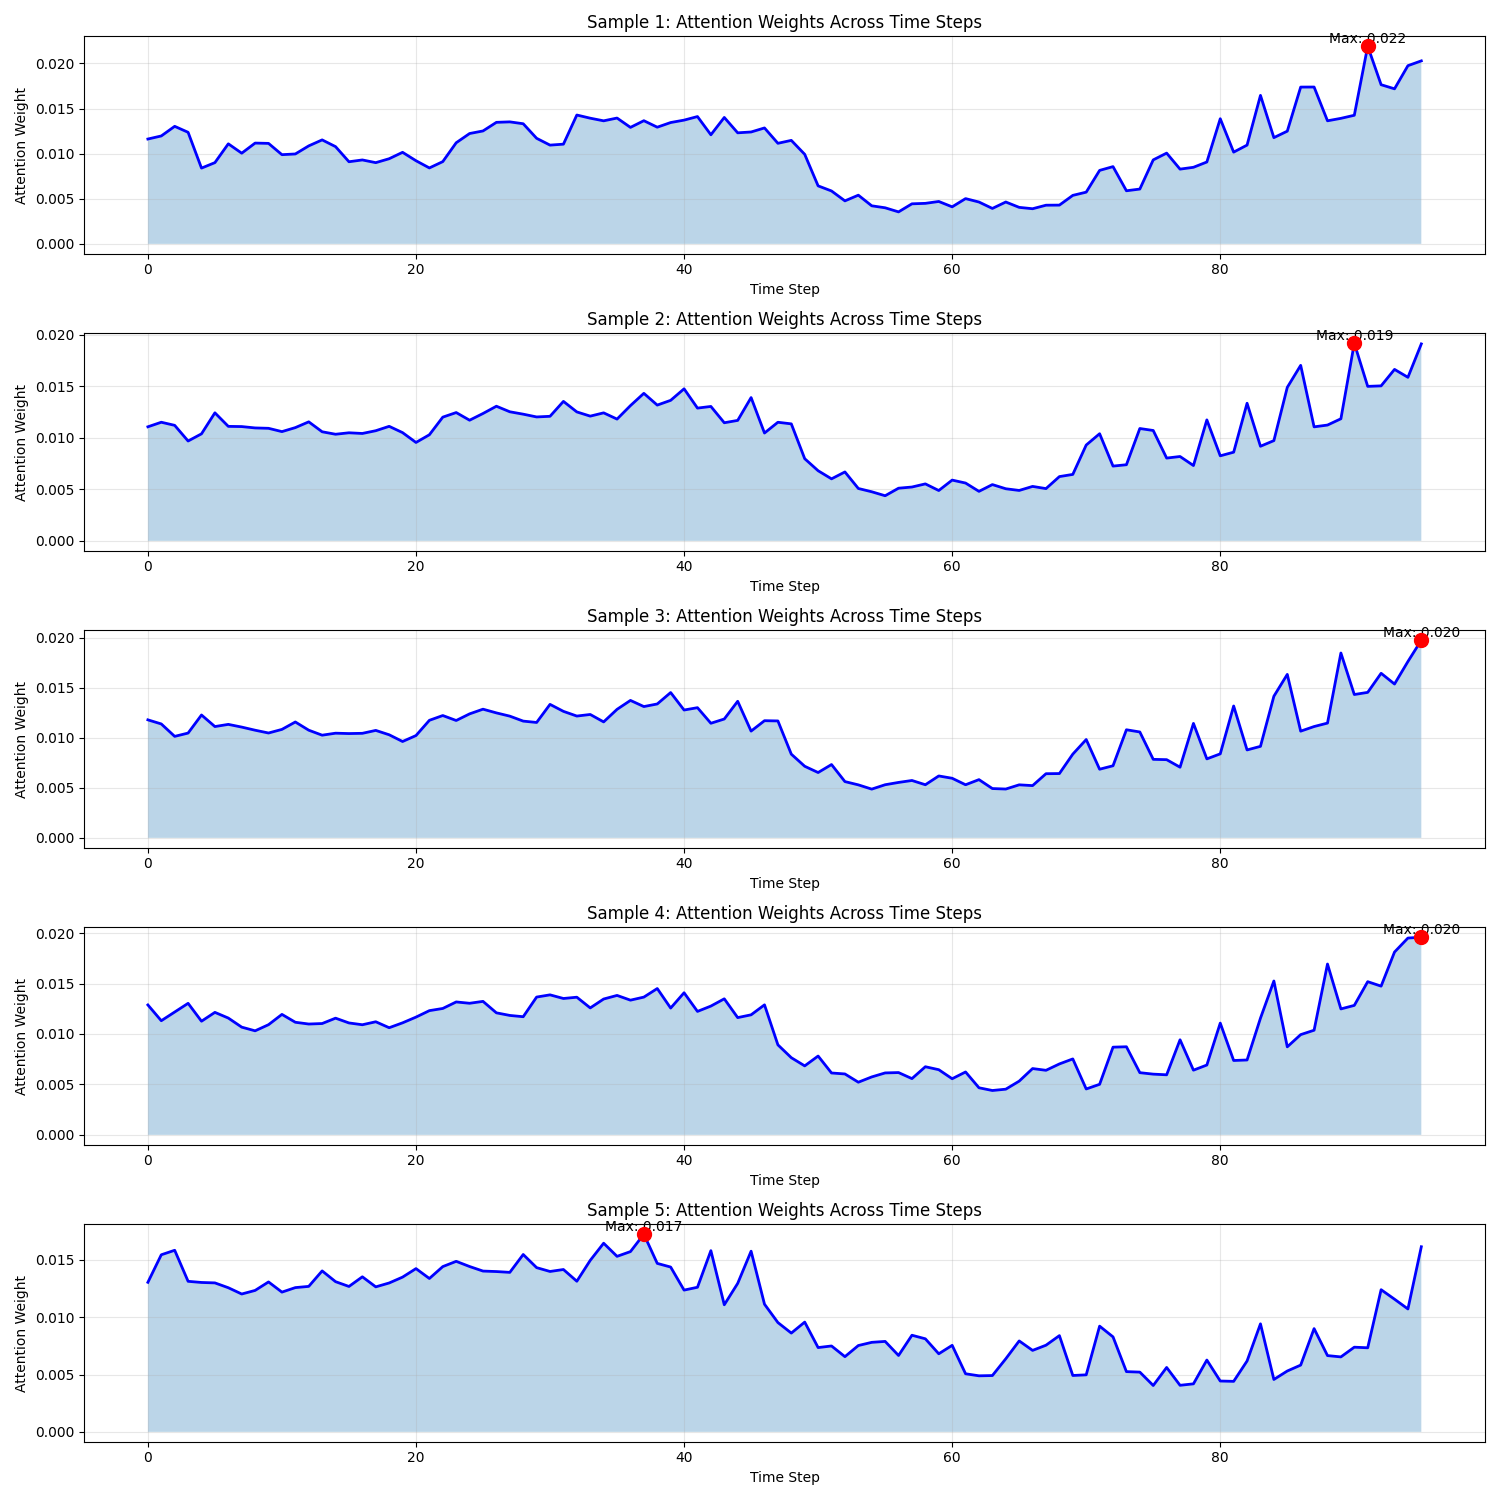 Sample 1: Attention Weights Across Time Steps
Max: 0.022
Attention Weight
0.020
0.015
0.010
0.005
0.000
0 20 40 60 80
Time Step
Sample 2: Attention Weights Across Time Steps
Max: 0.019
Attention Weight
0.020
0.015
0.010
0.005
0.000
0 20 40 60 80
Time Step
Sample 3: Attention Weights Across Time Steps
Max: 0.020
Attention Weight
0.020
0.015
0.010
0.005
0.000
0 20 40 60 80
Time Step
Sample 4: Attention Weights Across Time Steps
Max: 0.020
Attention Weight
0.020
0.015
0.010
0.005
0.000
0 20 40 60 80
Time Step
Sample 5: Attention Weights Across Time Steps
Max: 0.017
Attention Weight
0.015
0.010
0.005
0.000
0 20 40 60 80
Time Step